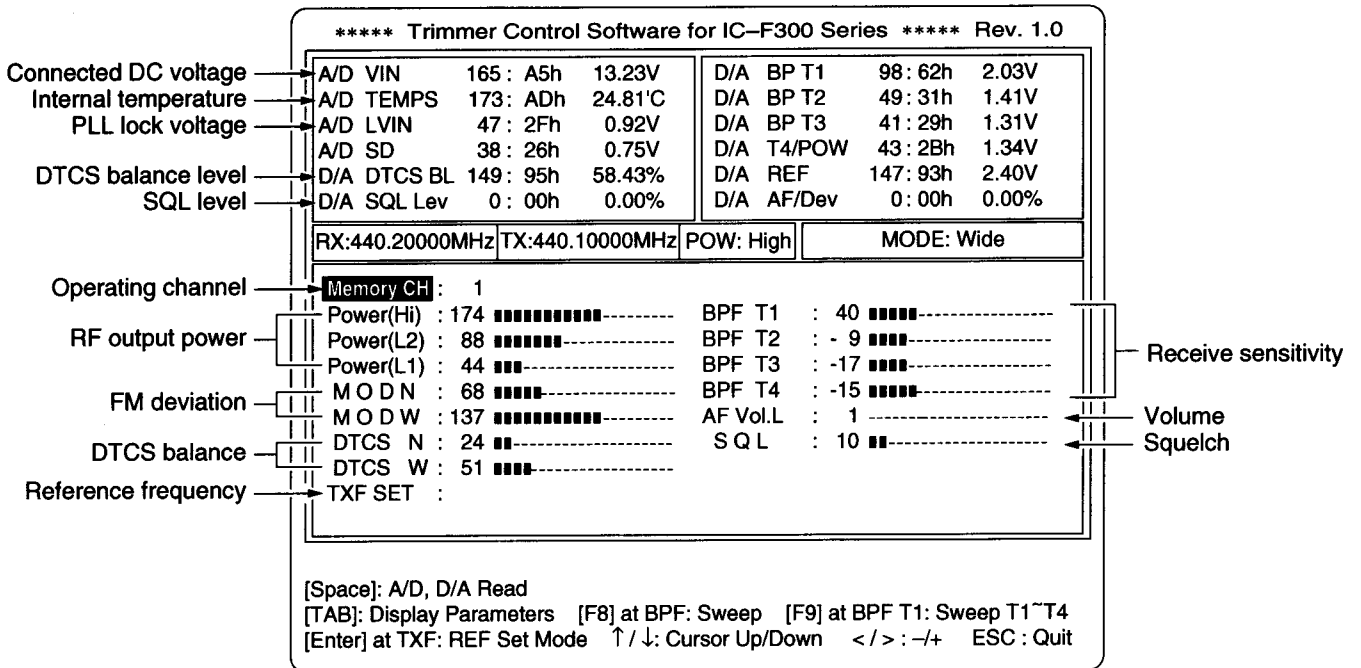 ***** Trimmer Control Software for IC–F300 Series ***** Rev. 1.0
Connected DC voltage
Internal temperature
PLL lock voltage
DTCS balance level
SQL level
A/D VIN 165 : A5h 13.23V
A/D TEMPS 173 : ADh 24.81'C
A/D LVIN 47 : 2Fh 0.92V
A/D SD 38 : 26h 0.75V
D/A DTCS BL 149 : 95h 58.43%
D/A SQL Lev 0 : 00h 0.00%
D/A BP T1 98 : 62h 2.03V
D/A BP T2 49 : 31h 1.41V
D/A BP T3 41 : 29h 1.31V
D/A T4/POW 43 : 2Bh 1.34V
D/A REF 147 : 93h 2.40V
D/A AF/Dev 0 : 00h 0.00%
RX:440.20000MHz TX:440.10000MHz POW: High MODE: Wide
Operating channel
RF output power
FM deviation
DTCS balance
Reference frequency
Memory CH : 1
Power(Hi) : 174
Power(L2) : 88
Power(L1) : 44
M O D N : 68
M O D W : 137
DTCS N : 24
DTCS W : 51
TXF SET :
BPF T1 : 40
BPF T2 : - 9
BPF T3 : -17
BPF T4 : -15
AF Vol.L : 1
S Q L : 10
Receive sensitivity
Volume
Squelch
[Space]: A/D, D/A Read
[TAB]: Display Parameters [F8] at BPF: Sweep [F9] at BPF T1: Sweep T1~T4
[Enter] at TXF: REF Set Mode ↑ / ↓: Cursor Up/Down < / > : –/+ ESC : Quit